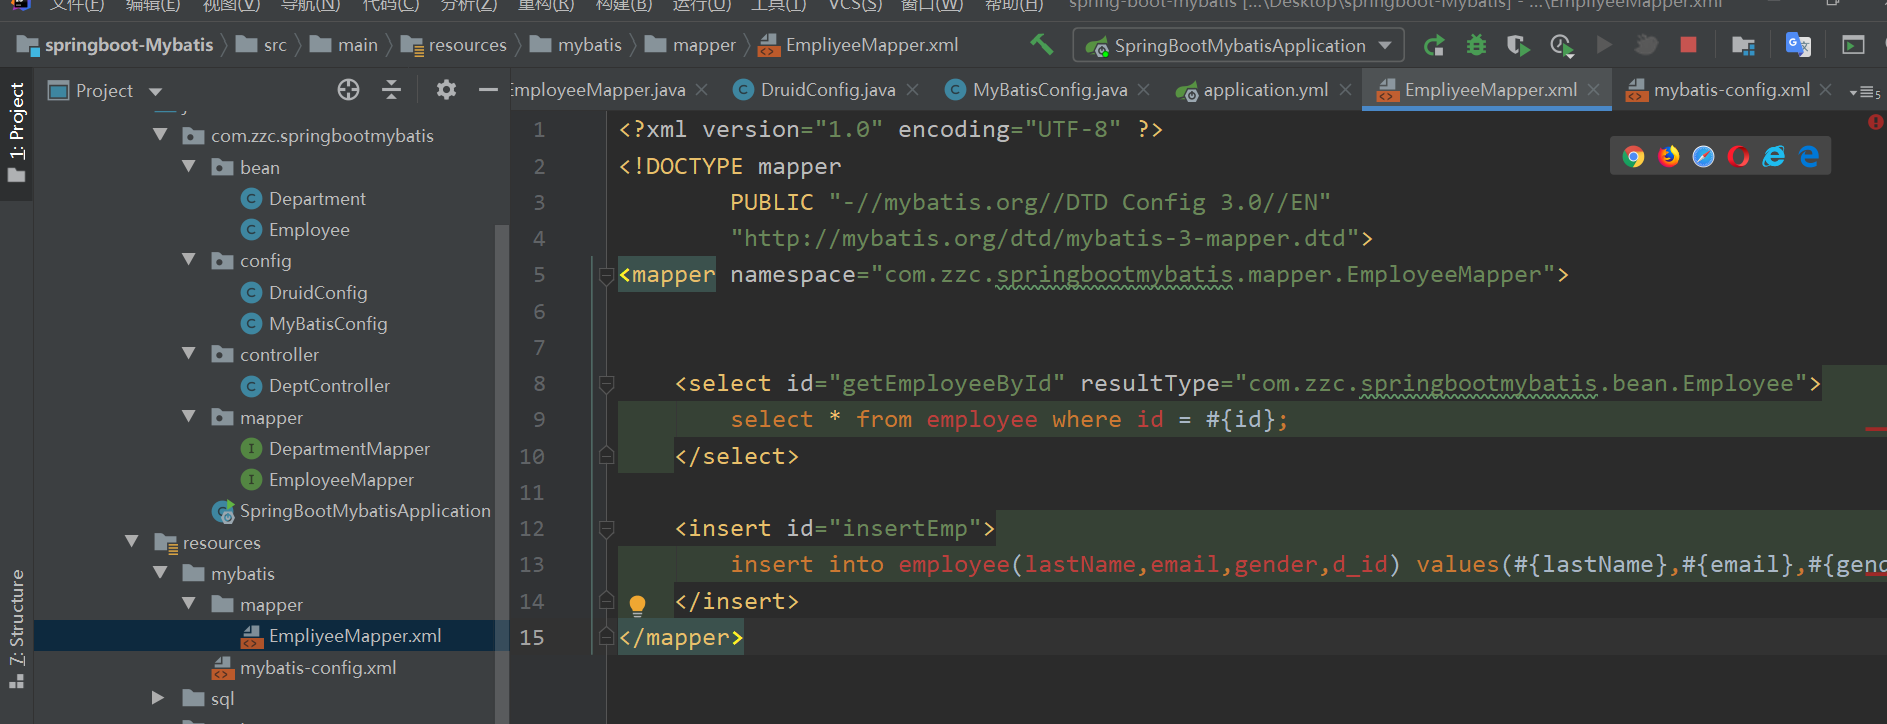 文件(F) 编辑(E) 视图(V) 导航(N) 代码(C) 分析(Z) 重构(R) 构建(B) 运行(U) 工具(T) VCS(S) 窗口(W) 帮助(H) spring-boot-mybatis [...\Desktop\springboot-Mybatis] - ...\EmpliyeeMapper.xml
springboot-Mybatis src main resources mybatis mapper EmpliyeeMapper.xml SpringBootMybatisApplication
Project
EmployeeMapper.java DruidConfig.java MyBatisConfig.java application.yml EmpliyeeMapper.xml mybatis-config.xml 5
1: Project
7: Structure
com.zzc.springbootmybatis
bean
Department
Employee
config
DruidConfig
MyBatisConfig
controller
DeptController
mapper
DepartmentMapper
EmployeeMapper
SpringBootMybatisApplication
resources
mybatis
mapper
EmpliyeeMapper.xml
mybatis-config.xml
sql
1 <?xml version="1.0" encoding="UTF-8" ?>
2 <!DOCTYPE mapper
3 PUBLIC "-//mybatis.org//DTD Config 3.0//EN"
4 "http://mybatis.org/dtd/mybatis-3-mapper.dtd">
5 <mapper namespace="com.zzc.springbootmybatis.mapper.EmployeeMapper">
6
7
8 <select id="getEmployeeById" resultType="com.zzc.springbootmybatis.bean.Employee">
9 select * from employee where id = #{id};
10 </select>
11
12 <insert id="insertEmp">
13 insert into employee(lastName,email,gender,d_id) values(#{lastName},#{email},#{gend
14 </insert>
15 </mapper>